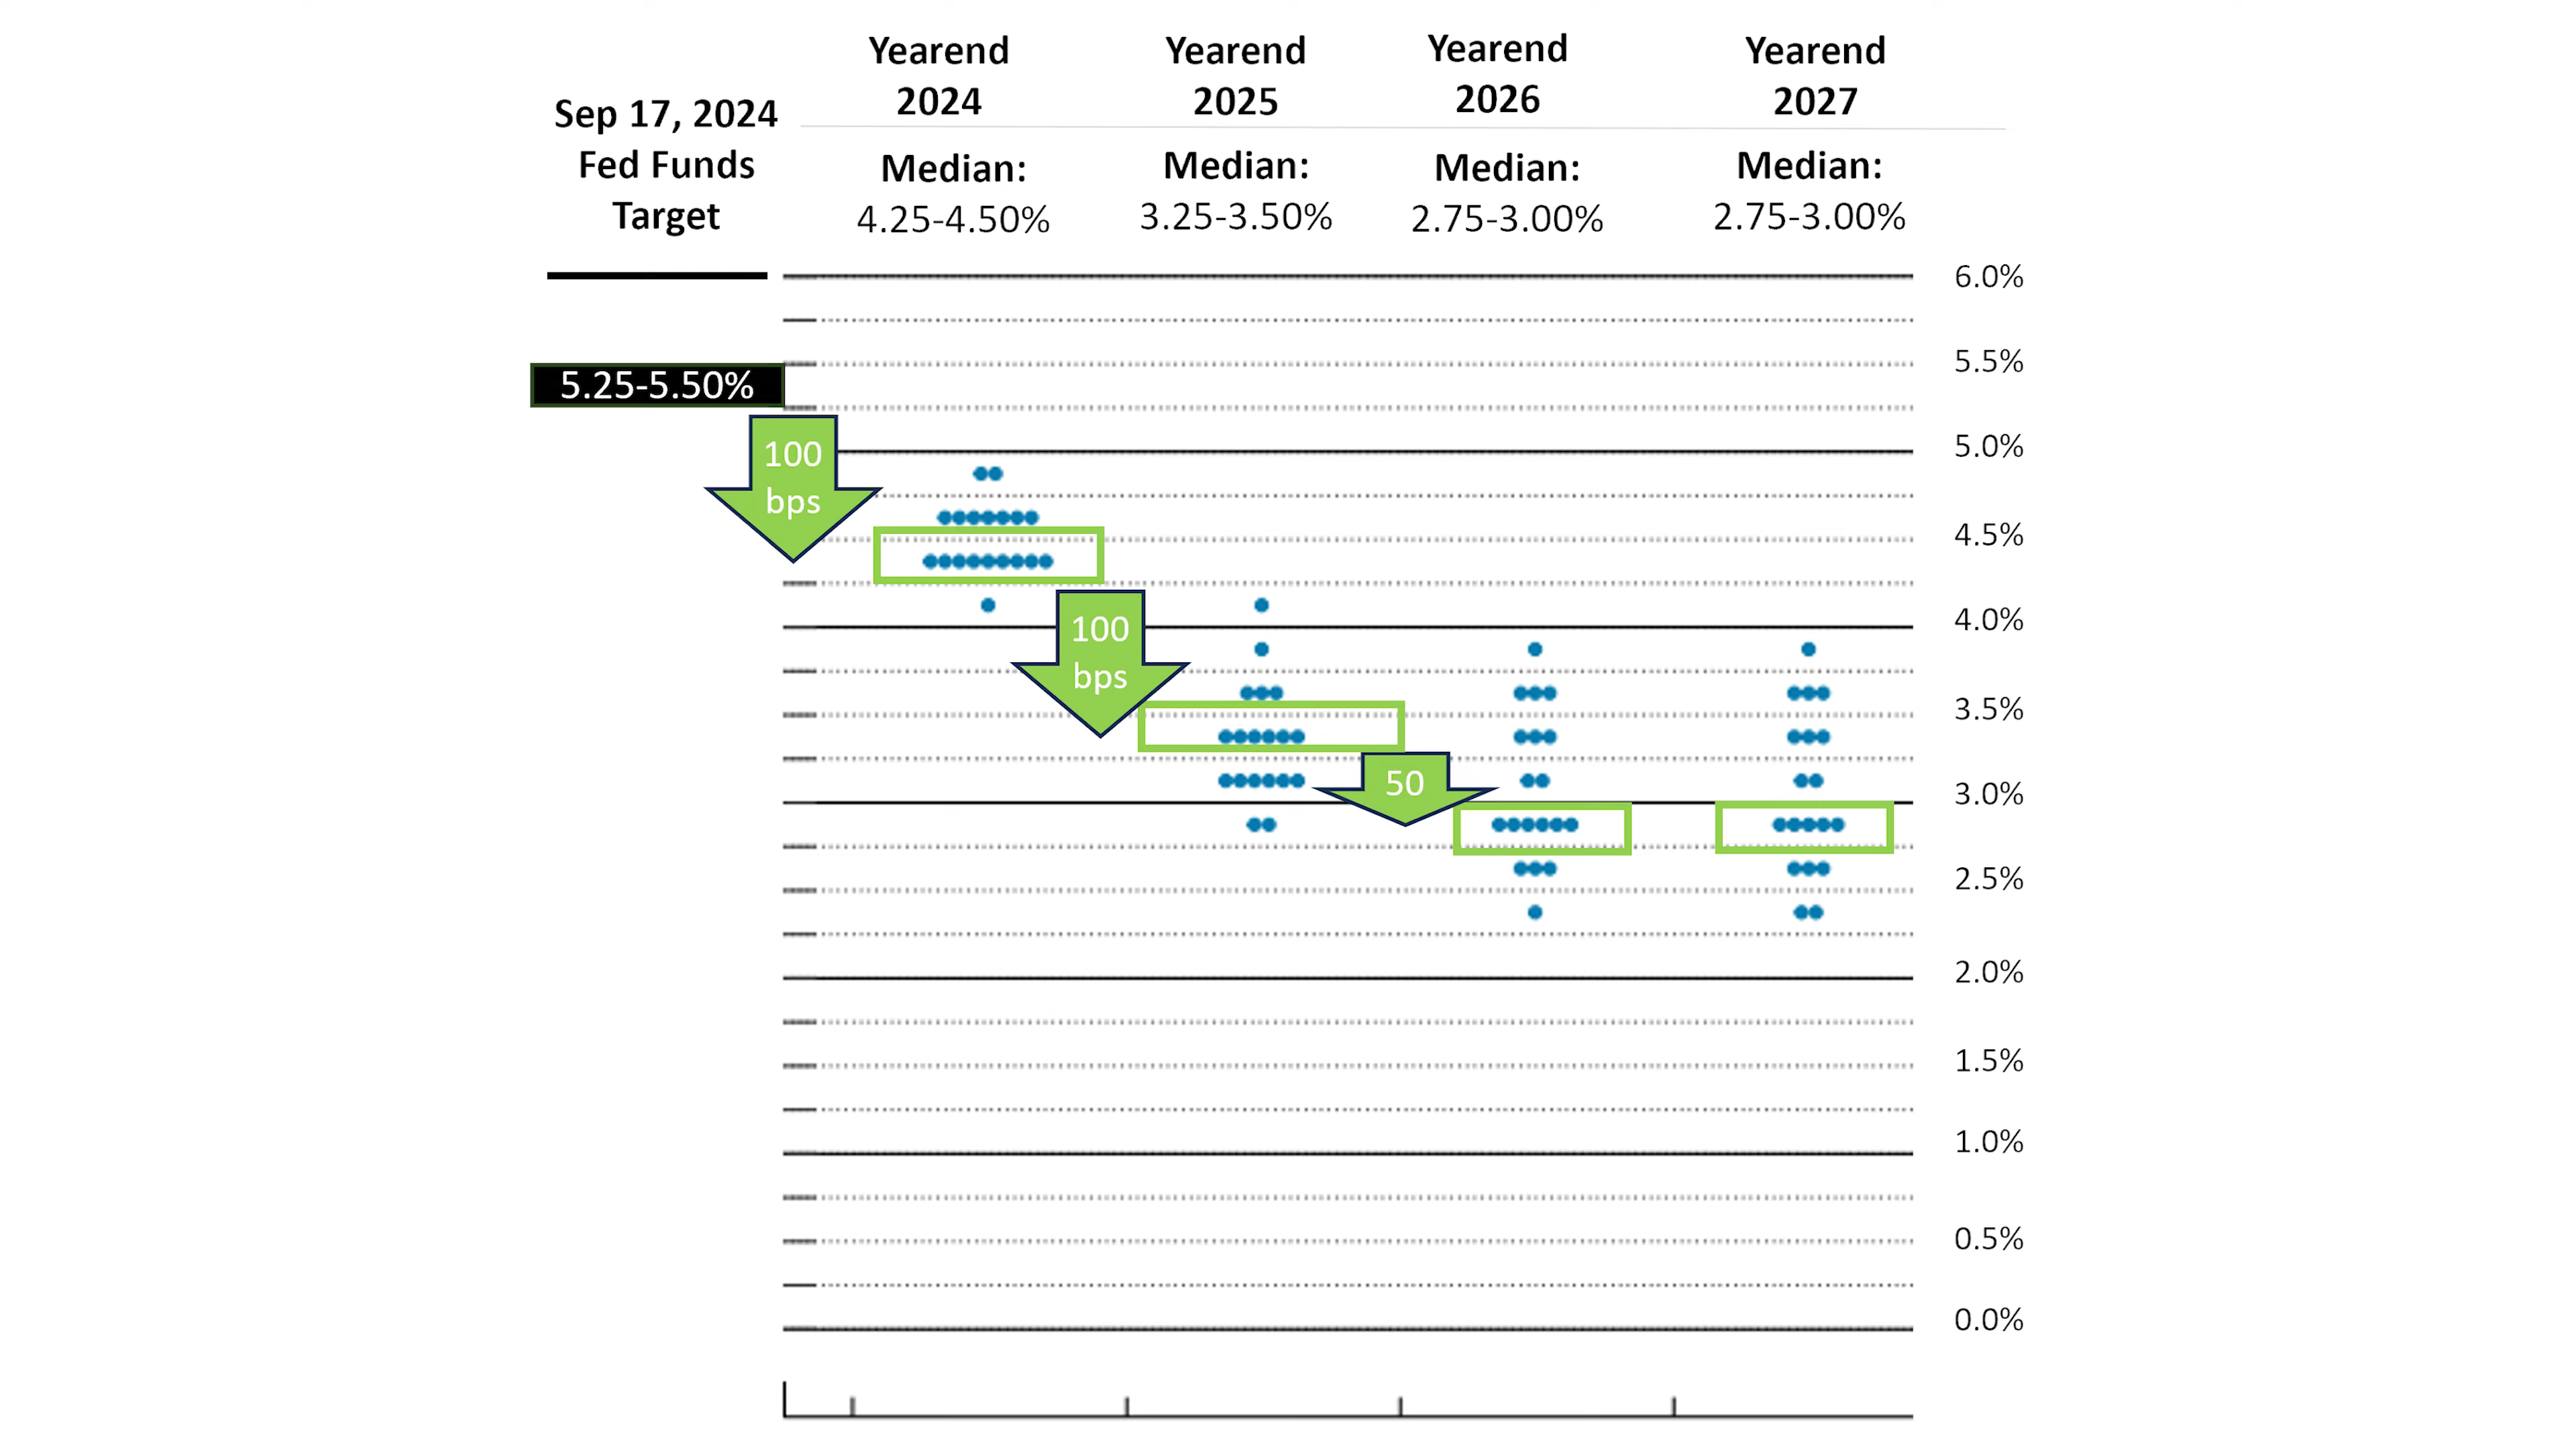 Sep 17, 2024
Fed Funds
Target
Yearend
2024
Median:
4.25-4.50%
Yearend
2025
Median:
3.25-3.50%
Yearend
2026
Median:
2.75-3.00%
Yearend
2027
Median:
2.75-3.00%
5.25-5.50%
100
bps
100
bps
50
6.0%
5.5%
5.0%
4.5%
4.0%
3.5%
3.0%
2.5%
2.0%
1.5%
1.0%
0.5%
0.0%